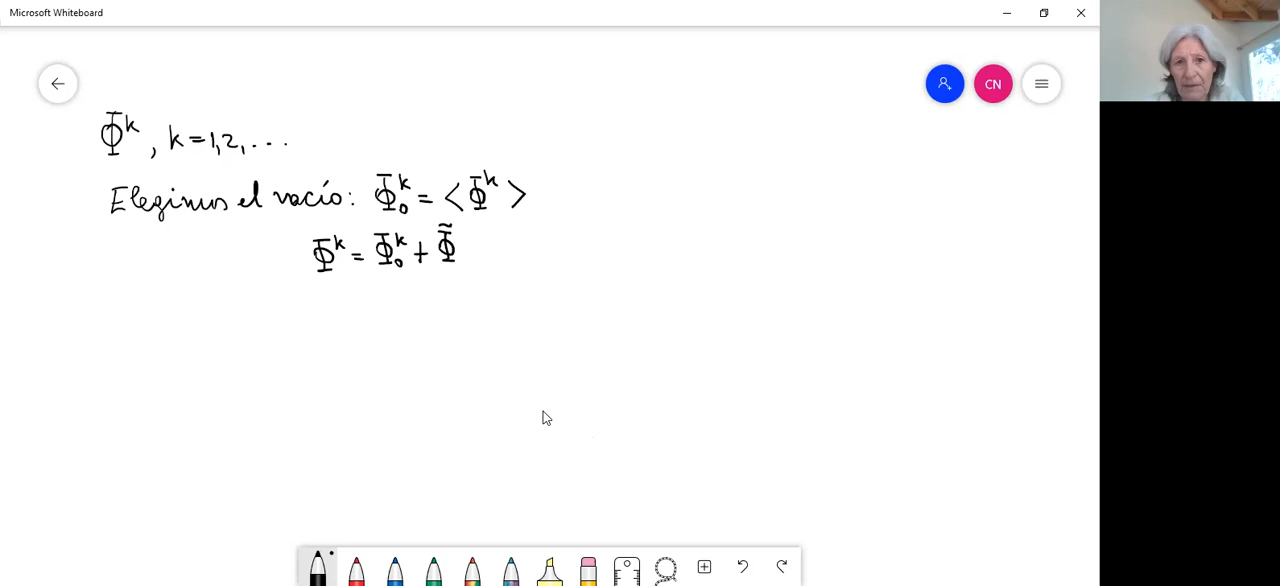 Microsoft Whiteboard
CN
Φ^k, k=1,2,...
Elegimos el vacío: Φ₀^k = <Φ^k>
Φ^k = Φ₀^k + Φ̃